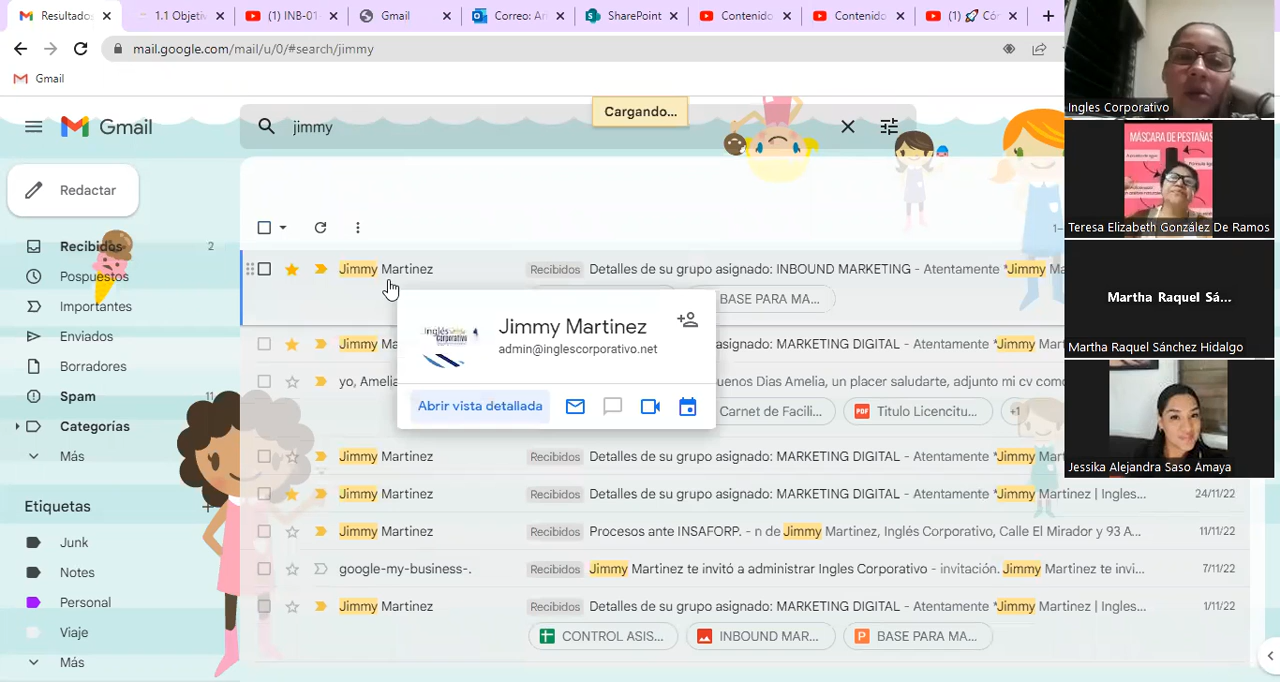 Resultados
1.1 Objetiv
(1) INB-01-
Gmail
Correo: An
SharePoint
Contenido
Contenido
(1) 🚀 Có
mail.google.com/mail/u/0/#search/jimmy
Gmail
Cargando...
Gmail
jimmy
Redactar
Recibidos 2
Pospuestos
Importantes
Enviados
Borradores
Spam 11
Categorías
Más
Etiquetas +
Junk
Notes
Personal
Viaje
Más
1–
Jimmy Martinez Recibidos Detalles de su grupo asignado: INBOUND MARKETING - Atentamente *Jimmy Ma
BASE PARA MA...
Jimmy Martinez
admin@inglescorporativo.net
Abrir vista detallada
Jimmy Ma
signado: MARKETING DIGITAL - Atentamente *Jimmy Ma
yo, Amelia
uenos Dias Amelia, un placer saludarte, adjunto mi cv como
Carnet de Facili...
PDF Titulo Licencitu...
+1
Jimmy Martinez Recibidos Detalles de su grupo asignado: MARKETING DIGITAL - Atentamente *Jimmy Ma
Jimmy Martinez Recibidos Detalles de su grupo asignado: MARKETING DIGITAL - Atentamente *Jimmy Martinez | Ingles... 24/11/22
Jimmy Martinez Recibidos Procesos ante INSAFORP. - n de Jimmy Martinez, Inglés Corporativo, Calle El Mirador y 93 A... 11/11/22
google-my-business-. Recibidos Jimmy Martinez te invitó a administrar Ingles Corporativo - invitación. Jimmy Martinez te invi... 7/11/22
Jimmy Martinez Recibidos Detalles de su grupo asignado: MARKETING DIGITAL - Atentamente *Jimmy Martinez | Ingles... 1/11/22
CONTROL ASIS...
INBOUND MAR...
P BASE PARA MA...
Ingles Corporativo
MÁSCARA DE PESTAÑAS
Teresa Elizabeth González De Ramos
Martha Raquel Sá...
Martha Raquel Sánchez Hidalgo
Jessika Alejandra Saso Amaya